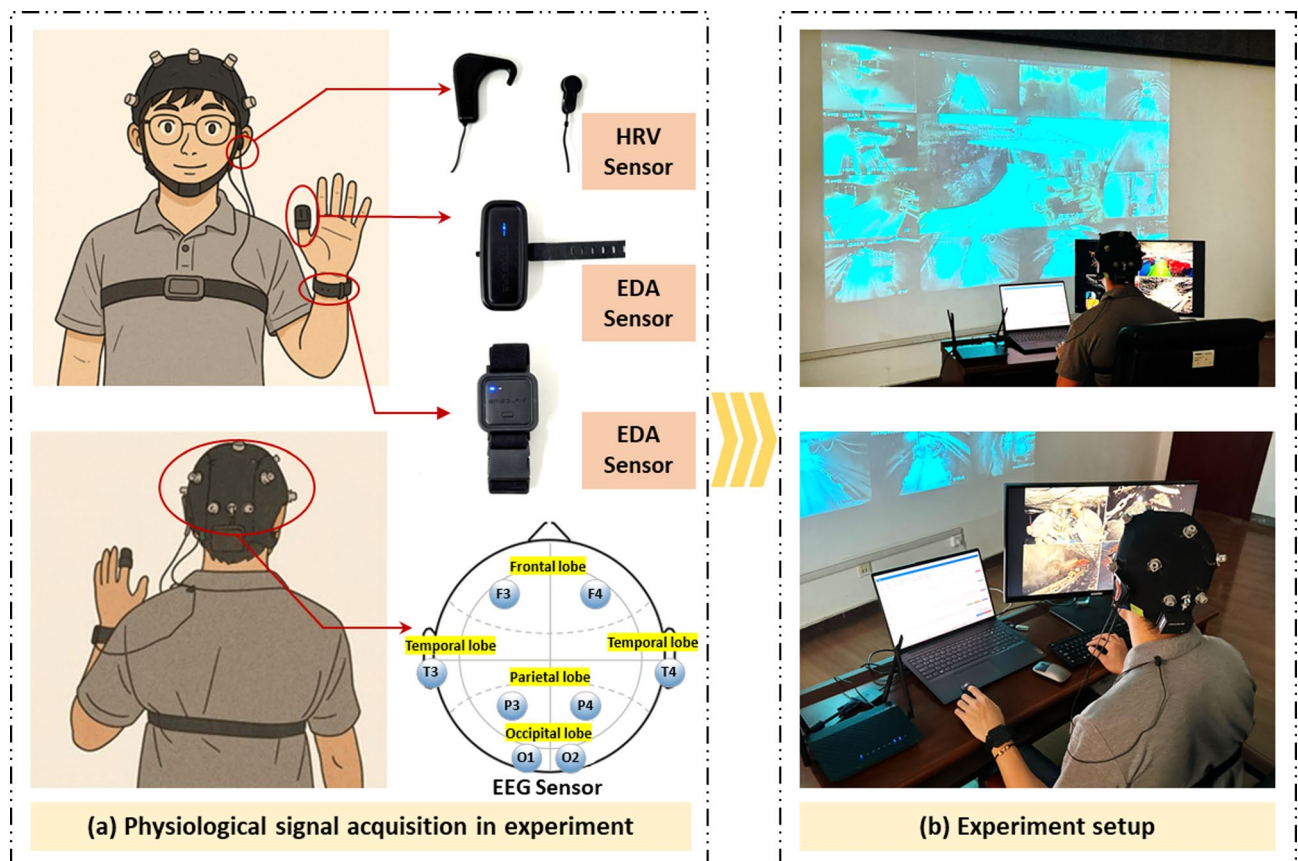 HRV
Sensor
EDA
Sensor
EDA
Sensor
Frontal lobe
F3
F4
Temporal lobe
Temporal lobe
T3
T4
Parietal lobe
P3
P4
Occipital lobe
O1
O2
EEG Sensor
(a) Physiological signal acquisition in experiment
(b) Experiment setup